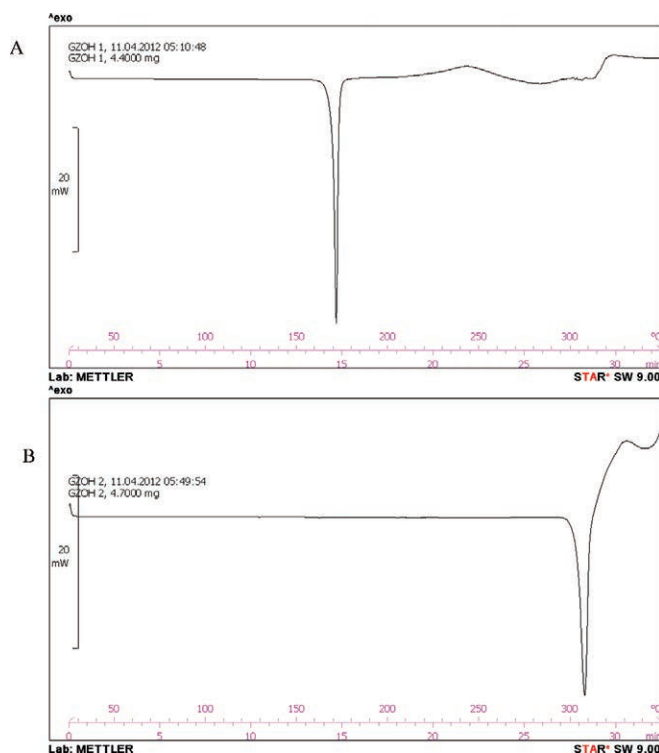 ^exo
A
GZOH 1, 11.04.2012 05:10:48
GZOH 1, 4.4000 mg
20
mW
50 100 150 200 250 300 °C
0 5 10 15 20 25 30 min
Lab: METTLER STAR® SW 9.00
^exo
B
GZOH 2, 11.04.2012 05:49:54
GZOH 2, 4.7000 mg
20
mW
50 100 150 200 250 300
0 5 10 15 20 25 30 min
Lab: METTLER STAR® SW 9.00